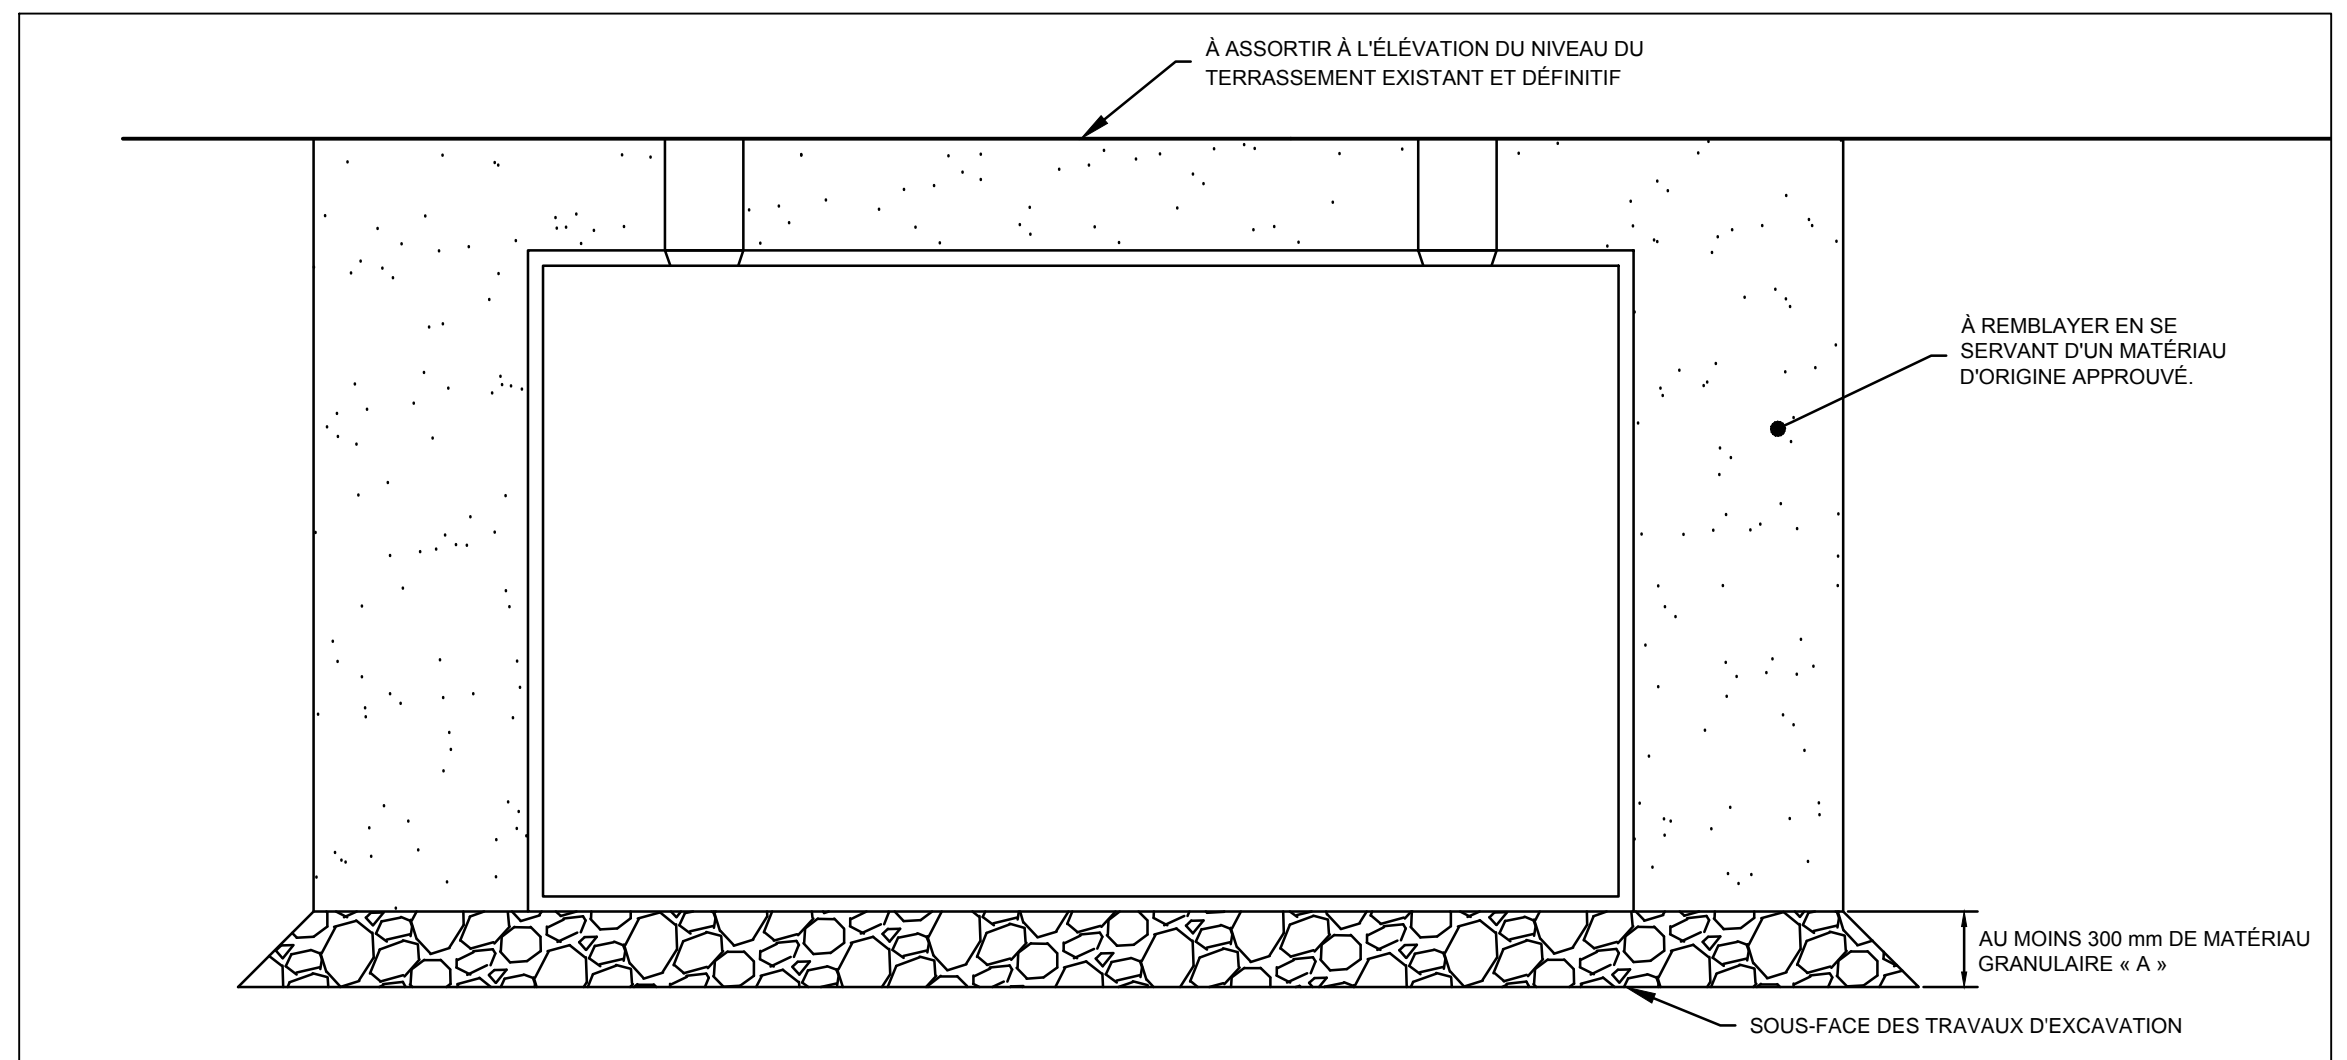 À ASSORTIR À L'ÉLÉVATION DU NIVEAU DU
TERRASSEMENT EXISTANT ET DÉFINITIF
À REMBLAYER EN SE
SERVANT D'UN MATÉRIAU
D'ORIGINE APPROUVÉ.
AU MOINS 300 mm DE MATÉRIAU
GRANULAIRE « A »
SOUS-FACE DES TRAVAUX D'EXCAVATION